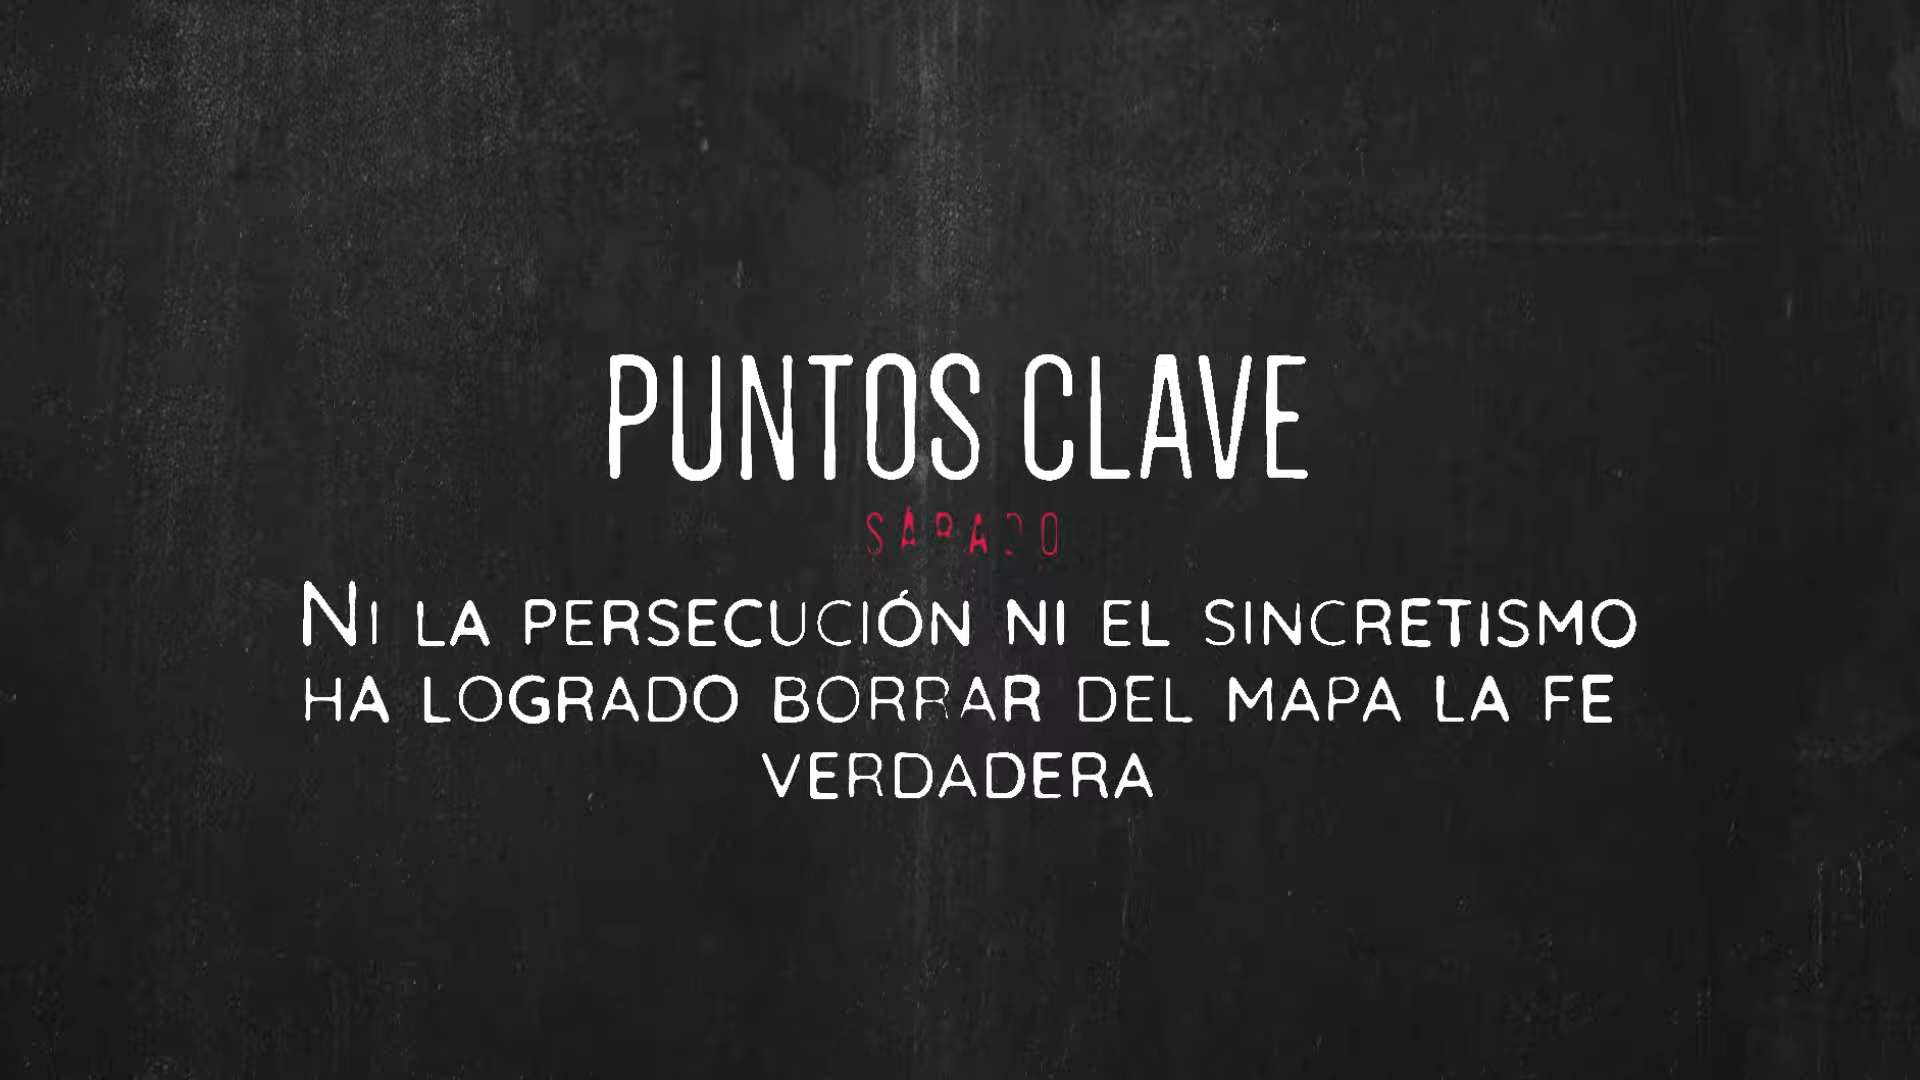 PUNTOS CLAVE
SÁBADO
NI LA PERSECUCIÓN NI EL SINCRETISMO
HA LOGRADO BORRAR DEL MAPA LA FE
VERDADERA